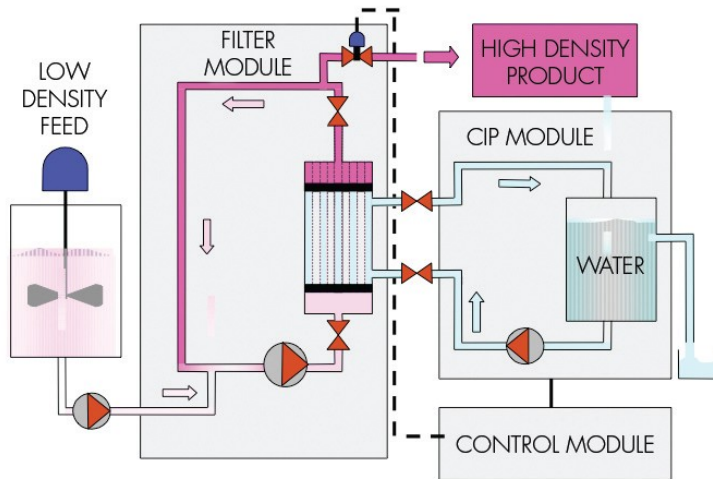 LOW
DENSITY
FEED
FILTER
MODULE
HIGH DENSITY
PRODUCT
CIP MODULE
WATER
CONTROL MODULE